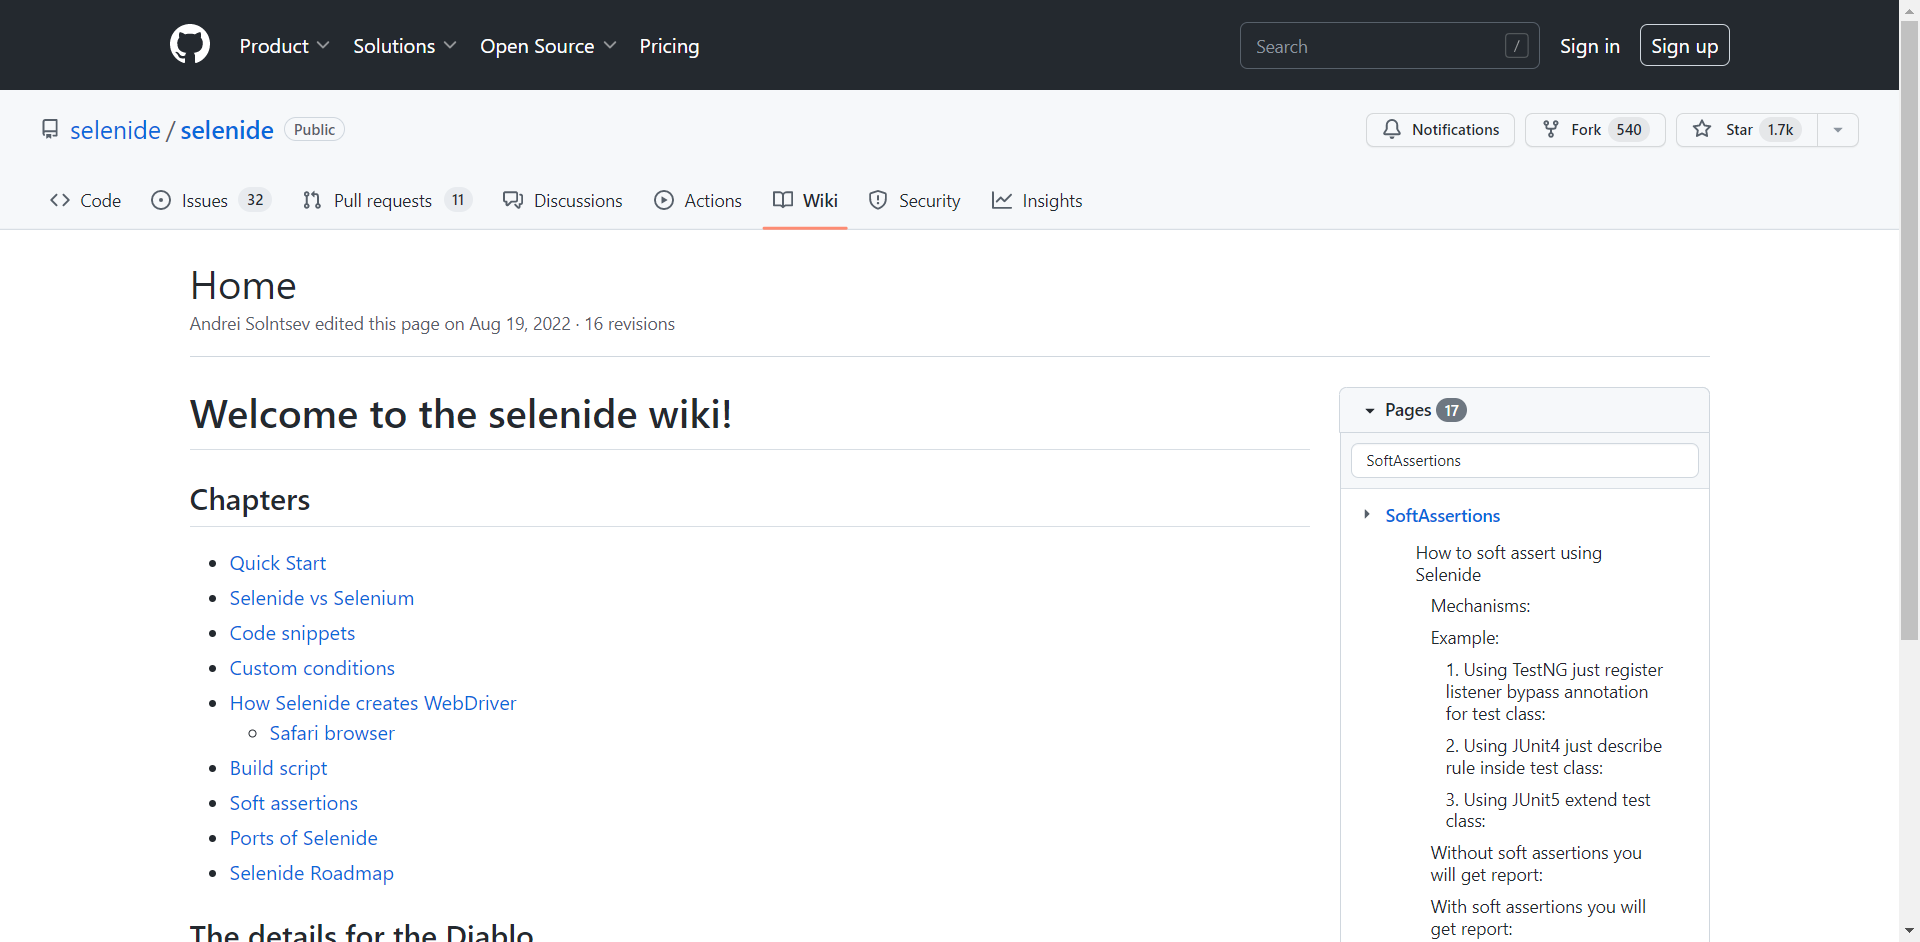 Product Solutions Open Source Pricing Search / Sign in Sign up
selenide / selenide Public Notifications Fork 540 Star 1.7k
Code Issues 32 Pull requests 11 Discussions Actions Wiki Security Insights
Home
Andrei Solntsev edited this page on Aug 19, 2022 · 16 revisions
Welcome to the selenide wiki!
Chapters
Quick Start
Selenide vs Selenium
Code snippets
Custom conditions
How Selenide creates WebDriver
Safari browser
Build script
Soft assertions
Ports of Selenide
Selenide Roadmap
The details for the Diablo
Pages 17
SoftAssertions
SoftAssertions
How to soft assert using
Selenide
Mechanisms:
Example:
1. Using TestNG just register
listener bypass annotation
for test class:
2. Using JUnit4 just describe
rule inside test class:
3. Using JUnit5 extend test
class:
Without soft assertions you
will get report:
With soft assertions you will
get report: